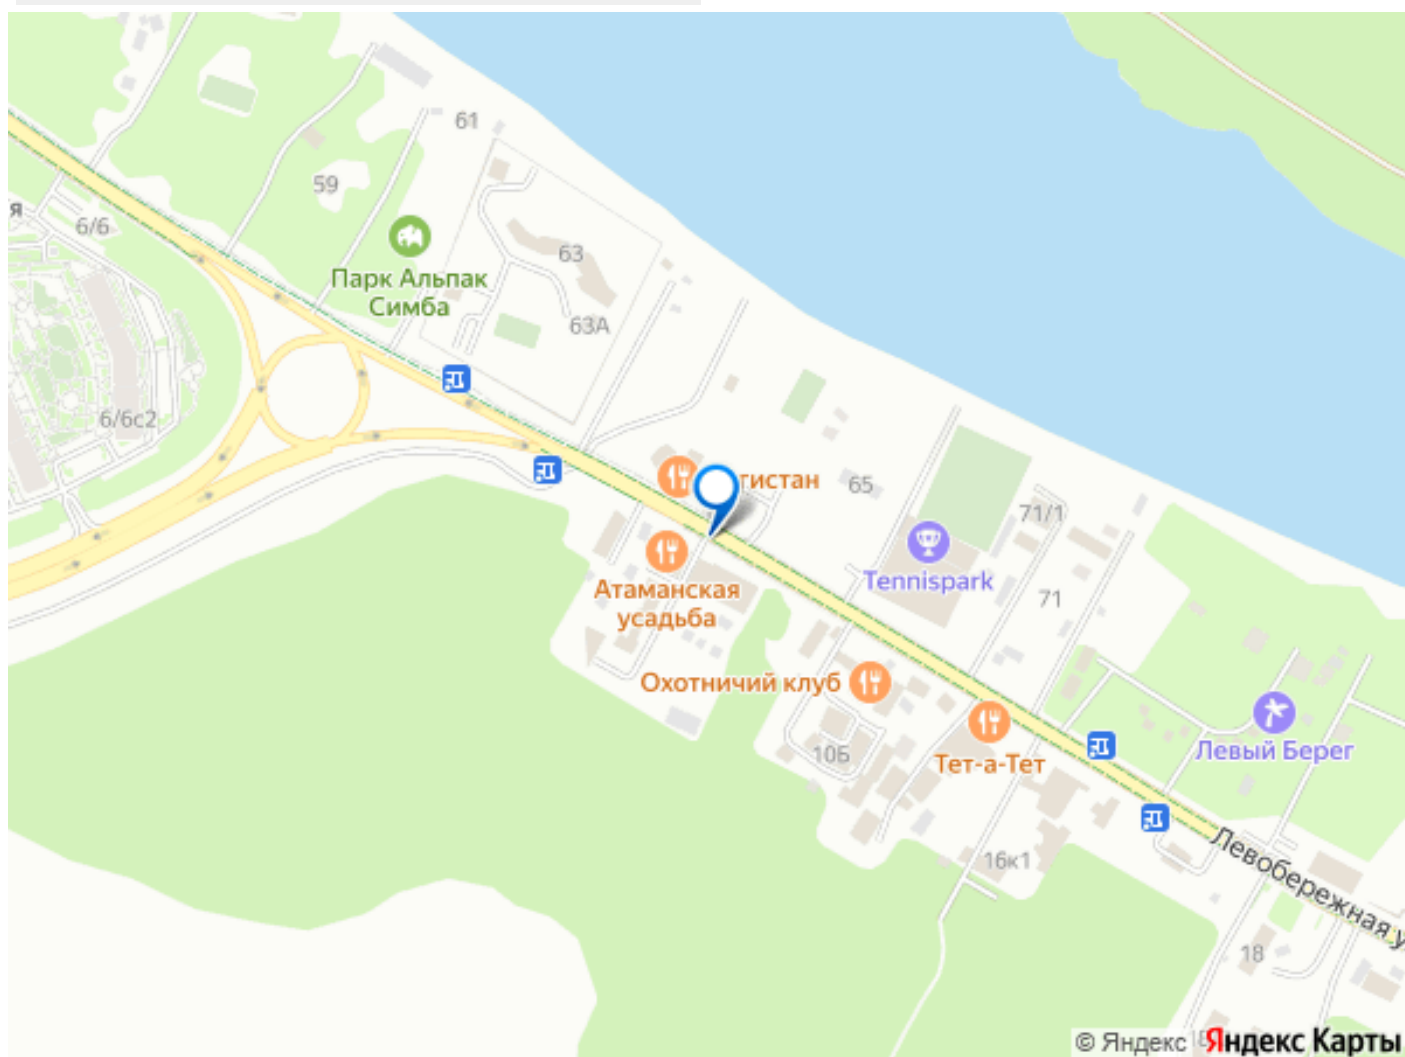 61
59
я
6/6
Парк Альпак
Симба
63
63А
6/6с2
гистан
65
71/1
Tennispark
Атаманская
усадьба
71
Охотничий клуб
Левый Берег
10Б
Тет-а-Тет
16к1
Левобережная у
18
© Яндекс
Яндекс Карты